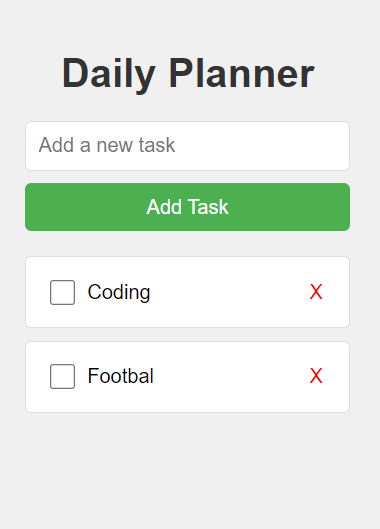 Daily Planner
Add a new task
Add Task
Coding X
Footbal X